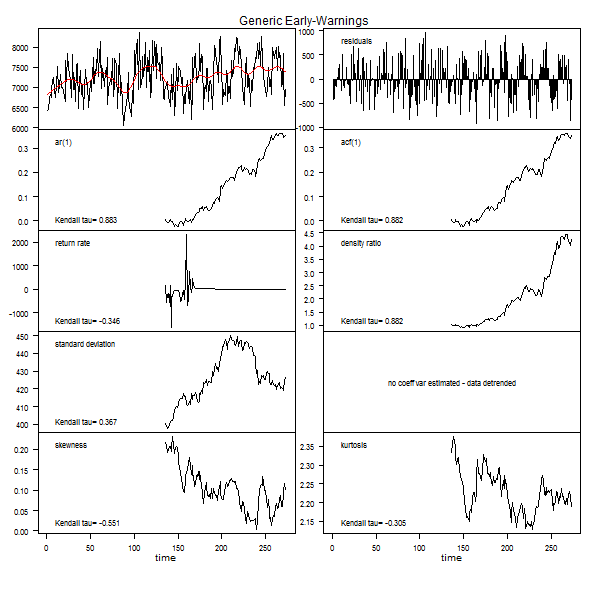 Generic Early-Warnings
8000
7500
7000
6500
6000
1000
500
0
-500
-1000
residuals
0.3
0.2
0.1
0.0
ar(1)
Kendall tau= 0.883
0.3
0.2
0.1
0.0
acf(1)
Kendall tau= 0.882
2000
1000
0
-1000
return rate
Kendall tau= -0.346
4.5
4.0
3.5
3.0
2.5
2.0
1.5
1.0
density ratio
Kendall tau= 0.882
450
440
430
420
410
400
standard deviation
Kendall tau= 0.367
no coeff var estimated - data detrended
0.20
0.15
0.10
0.05
0.00
skewness
Kendall tau= -0.551
2.35
2.30
2.25
2.20
2.15
kurtosis
Kendall tau= -0.305
0 50 100 150 200 250
time
0 50 100 150 200 250
time